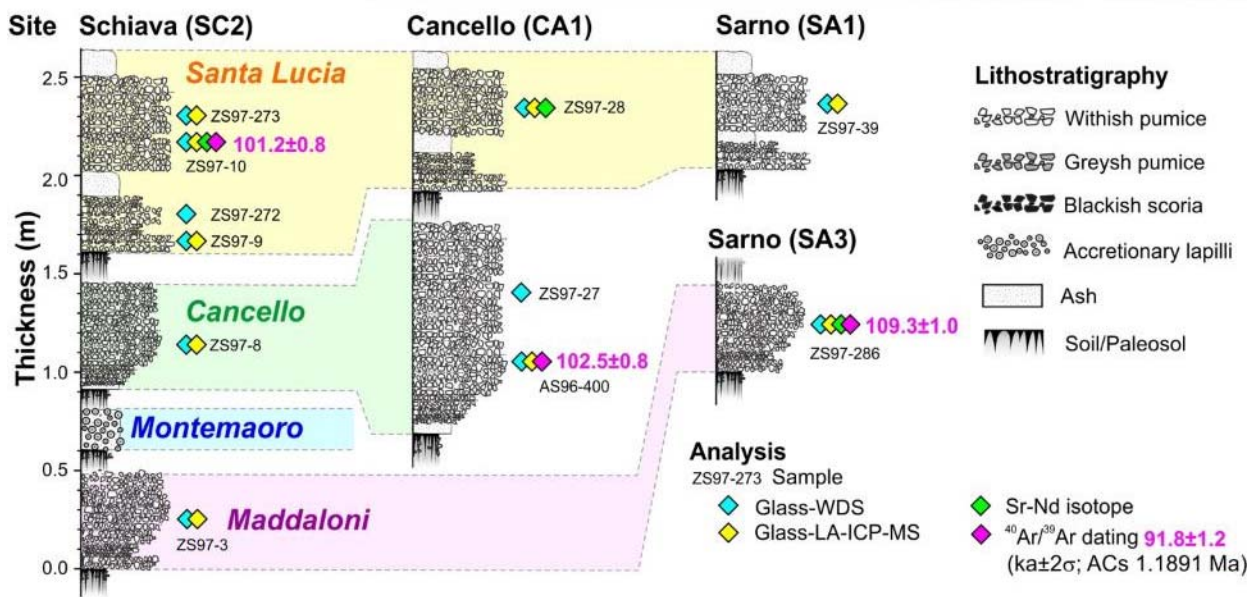 Site Schiava (SC2) Cancello (CA1) Sarno (SA1)
Thickness (m)
2.5
2.0
1.5
1.0
0.5
0.0
Santa Lucia
ZS97-273
101.2±0.8
ZS97-10
ZS97-272
ZS97-9
Cancello
ZS97-8
Montemaoro
Maddaloni
ZS97-3
ZS97-28
ZS97-27
102.5±0.8
AS96-400
ZS97-39
Sarno (SA3)
109.3±1.0
ZS97-286
Lithostratigraphy
Withish pumice
Greysh pumice
Blackish scoria
Accretionary lapilli
Ash
Soil/Paleosol
Analysis
ZS97-273 Sample
Glass-WDS
Glass-LA-ICP-MS
Sr-Nd isotope
⁴⁰Ar/³⁹Ar dating 91.8±1.2
(ka±2σ; ACs 1.1891 Ma)